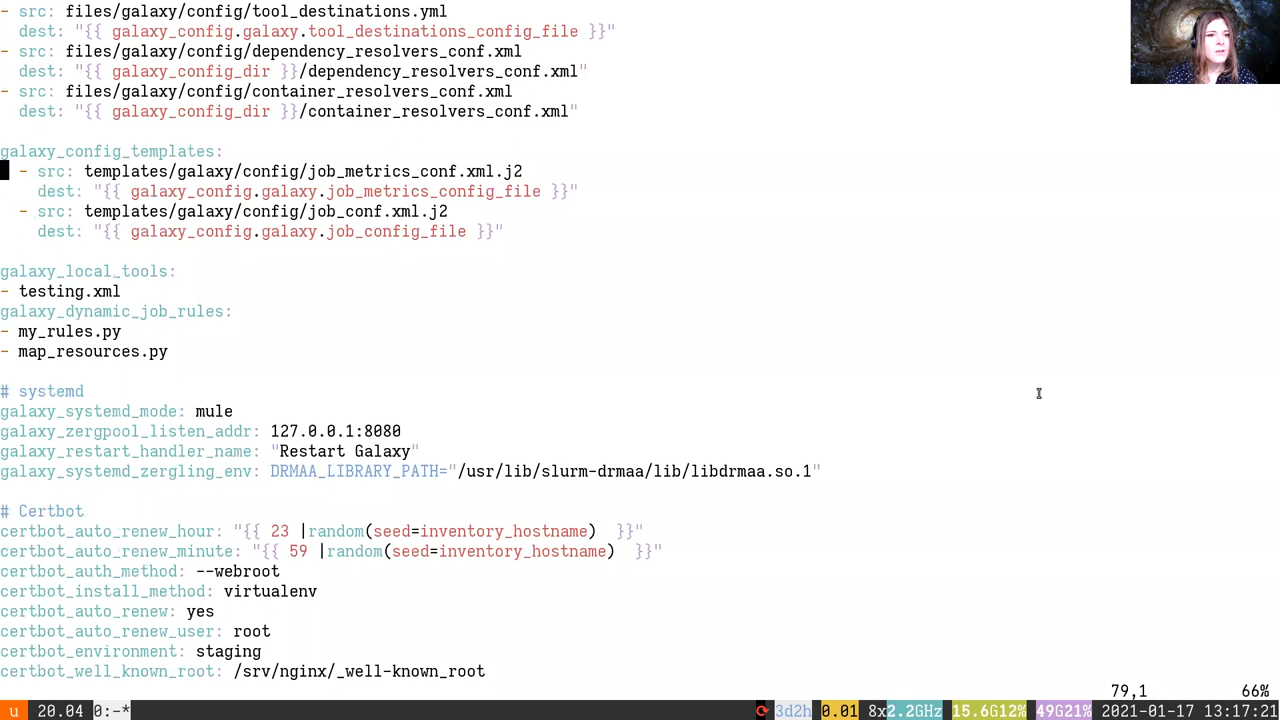 - src: files/galaxy/config/tool_destinations.yml
  dest: "{{ galaxy_config.galaxy.tool_destinations_config_file }}"
- src: files/galaxy/config/dependency_resolvers_conf.xml
  dest: "{{ galaxy_config_dir }}/dependency_resolvers_conf.xml"
- src: files/galaxy/config/container_resolvers_conf.xml
  dest: "{{ galaxy_config_dir }}/container_resolvers_conf.xml"
galaxy_config_templates:
  - src: templates/galaxy/config/job_metrics_conf.xml.j2
    dest: "{{ galaxy_config.galaxy.job_metrics_config_file }}"
  - src: templates/galaxy/config/job_conf.xml.j2
    dest: "{{ galaxy_config.galaxy.job_config_file }}"
galaxy_local_tools:
- testing.xml
galaxy_dynamic_job_rules:
- my_rules.py
- map_resources.py
# systemd
galaxy_systemd_mode: mule
galaxy_zergpool_listen_addr: 127.0.0.1:8080
galaxy_restart_handler_name: "Restart Galaxy"
galaxy_systemd_zergling_env: DRMAA_LIBRARY_PATH="/usr/lib/slurm-drmaa/lib/libdrmaa.so.1"
# Certbot
certbot_auto_renew_hour: "{{ 23 |random(seed=inventory_hostname)  }}"
certbot_auto_renew_minute: "{{ 59 |random(seed=inventory_hostname)  }}"
certbot_auth_method: --webroot
certbot_install_method: virtualenv
certbot_auto_renew: yes
certbot_auto_renew_user: root
certbot_environment: staging
certbot_well_known_root: /srv/nginx/_well-known_root
79,1 66%
u 20.04 0:-* 3d2h 0.01 8x2.2GHz 15.6G12% 49G21% 2021-01-17 13:17:21